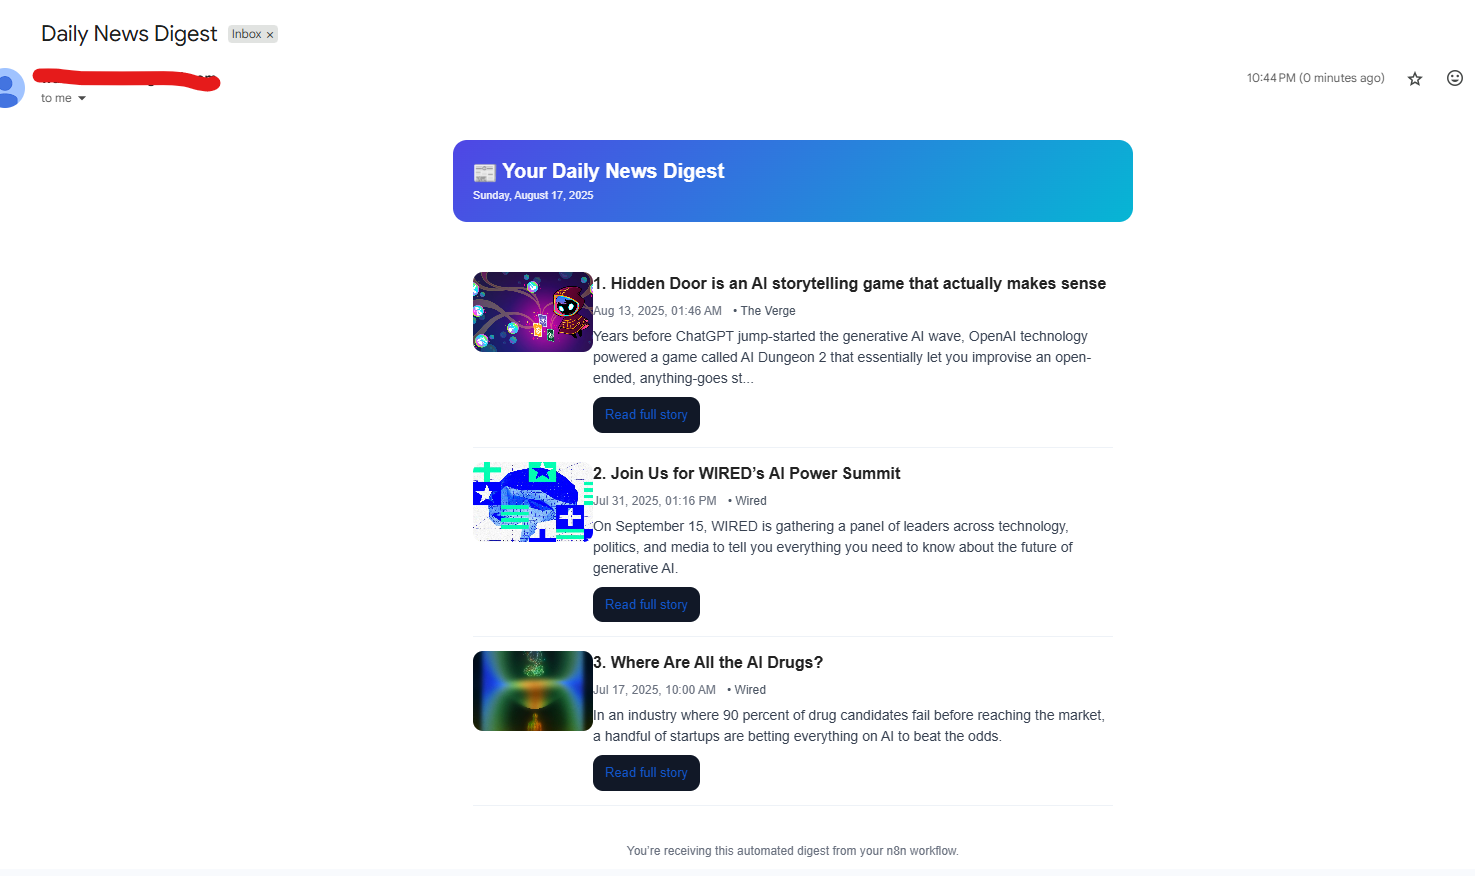 Daily News Digest Inbox ×
to me
10:44 PM (0 minutes ago)
📰 Your Daily News Digest
Sunday, August 17, 2025
1. Hidden Door is an AI storytelling game that actually makes sense
Aug 13, 2025, 01:46 AM • The Verge
Years before ChatGPT jump-started the generative AI wave, OpenAI technology
powered a game called AI Dungeon 2 that essentially let you improvise an open-
ended, anything-goes st...
Read full story
2. Join Us for WIRED’s AI Power Summit
Jul 31, 2025, 01:16 PM • Wired
On September 15, WIRED is gathering a panel of leaders across technology,
politics, and media to tell you everything you need to know about the future of
generative AI.
Read full story
3. Where Are All the AI Drugs?
Jul 17, 2025, 10:00 AM • Wired
In an industry where 90 percent of drug candidates fail before reaching the market,
a handful of startups are betting everything on AI to beat the odds.
Read full story
You’re receiving this automated digest from your n8n workflow.